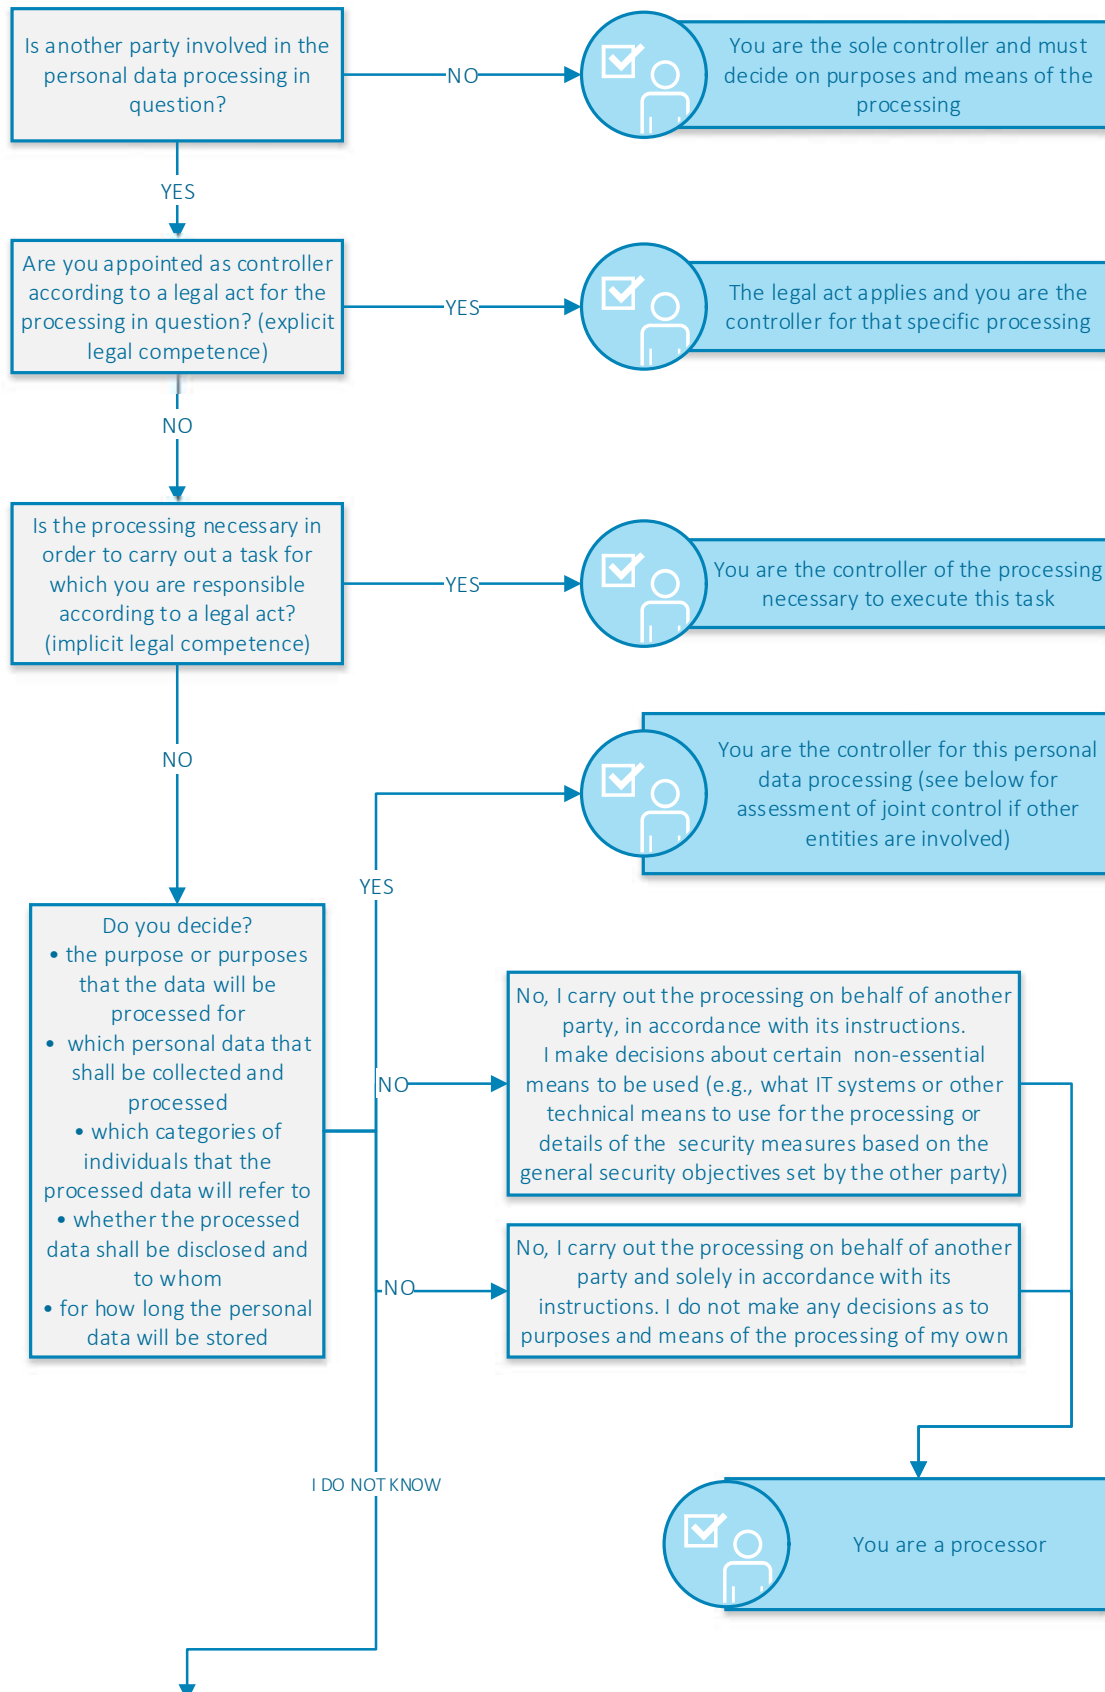 Is another party involved in the
personal data processing in
question?
NO
You are the sole controller and must
decide on purposes and means of the
processing
YES
Are you appointed as controller
according to a legal act for the
processing in question? (explicit
legal competence)
YES
The legal act applies and you are the
controller for that specific processing
NO
Is the processing necessary in
order to carry out a task for
which you are responsible
according to a legal act?
(implicit legal competence)
YES
You are the controller of the processing
necessary to execute this task
NO
You are the controller for this personal
data processing (see below for
assessment of joint control if other
entities are involved)
YES
Do you decide?
• the purpose or purposes
that the data will be
processed for
• which personal data that
shall be collected and
processed
• which categories of
individuals that the
processed data will refer to
• whether the processed
data shall be disclosed and
to whom
• for how long the personal
data will be stored
NO
No, I carry out the processing on behalf of another
party, in accordance with its instructions.
I make decisions about certain non-essential
means to be used (e.g., what IT systems or other
technical means to use for the processing or
details of the security measures based on the
general security objectives set by the other party)
NO
No, I carry out the processing on behalf of another
party and solely in accordance with its
instructions. I do not make any decisions as to
purposes and means of the processing of my own
I DO NOT KNOW
You are a processor